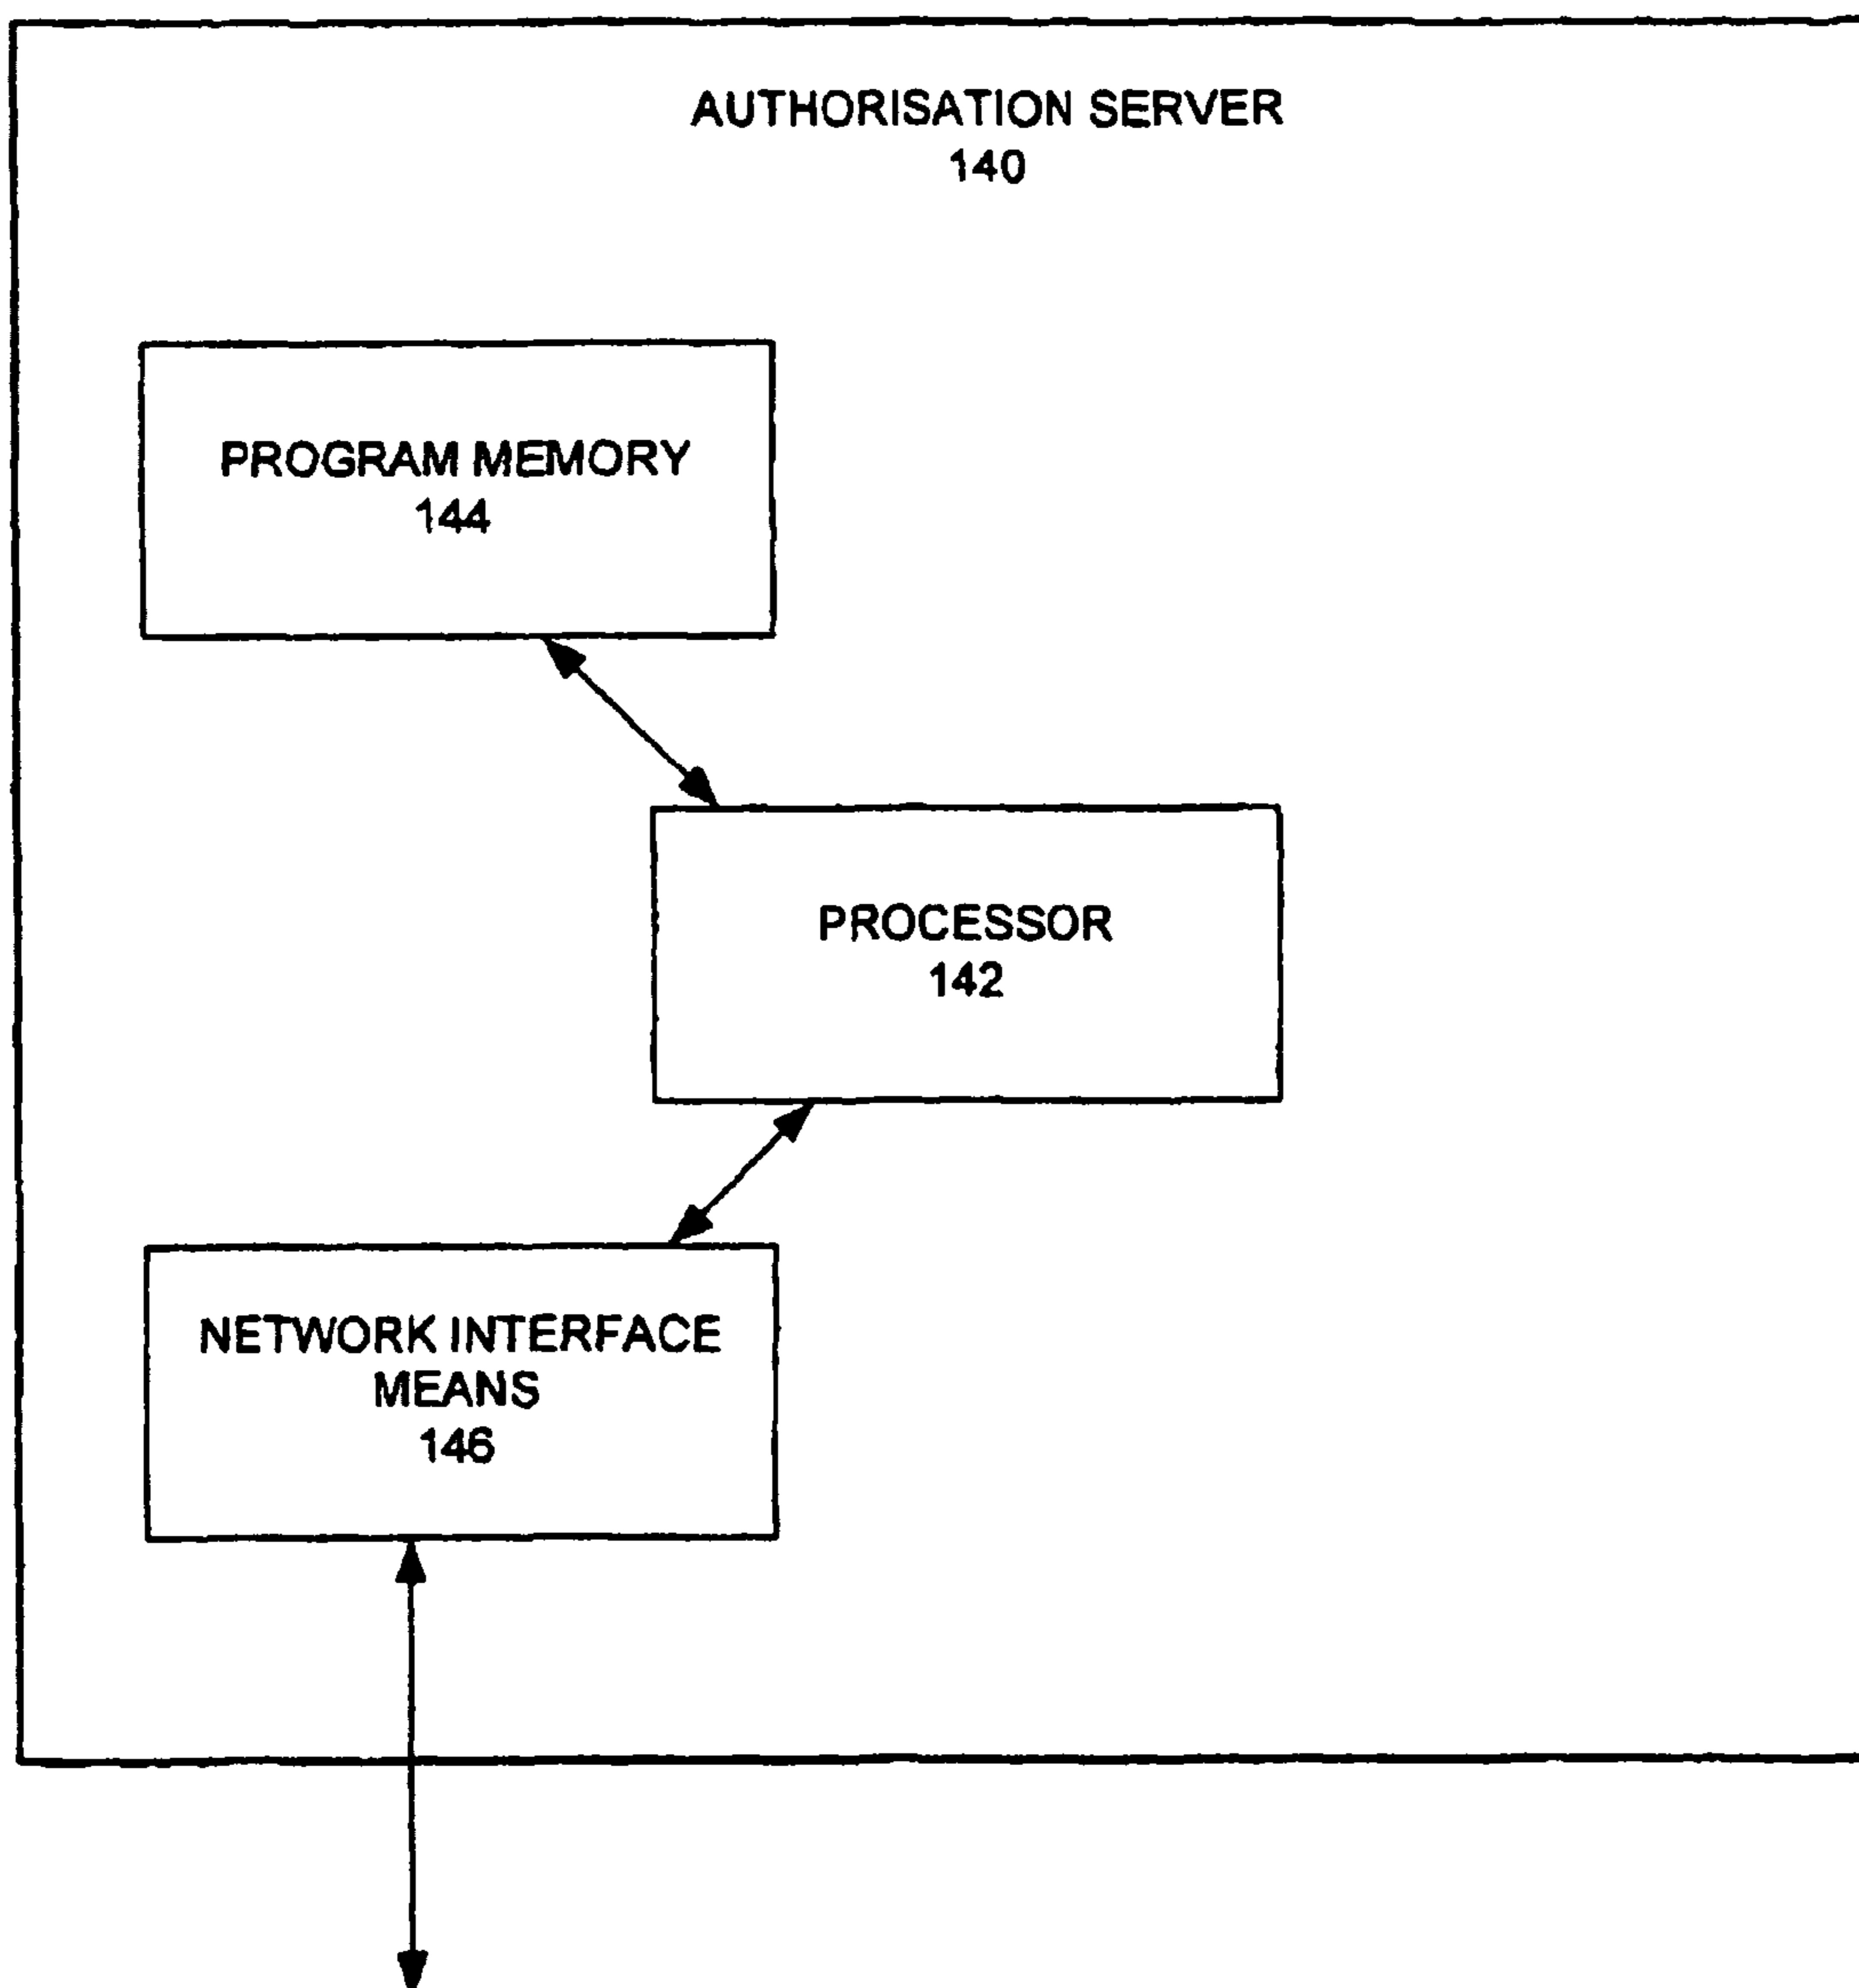 AUTHORISATION SERVER
140
PROGRAM MEMORY
144
PROCESSOR
142
NETWORK INTERFACE
MEANS
146